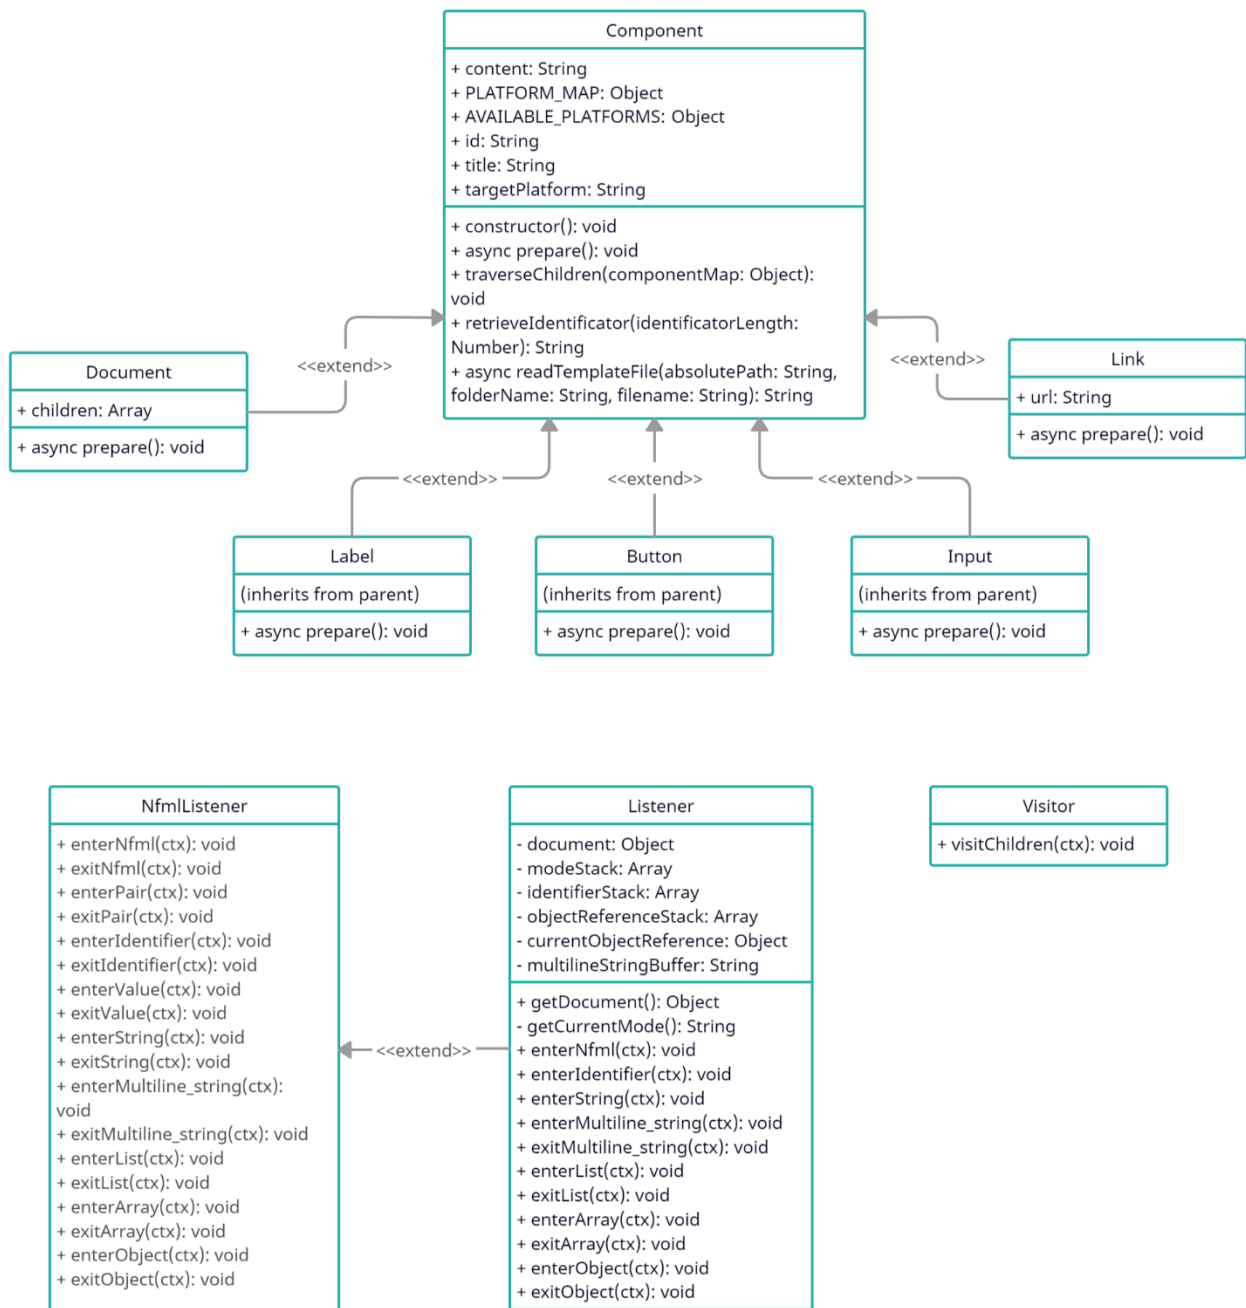 Component
+ content: String
+ PLATFORM_MAP: Object
+ AVAILABLE_PLATFORMS: Object
+ id: String
+ title: String
+ targetPlatform: String
+ constructor(): void
+ async prepare(): void
+ traverseChildren(componentMap: Object):
void
+ retrieveIdentificator(identificatorLength:
Number): String
+ async readTemplateFile(absolutePath: String,
folderName: String, filename: String): String
<<extend>>
Document
+ children: Array
+ async prepare(): void
<<extend>>
Link
+ url: String
+ async prepare(): void
<<extend>>
<<extend>>
<<extend>>
Label
(inherits from parent)
+ async prepare(): void
Button
(inherits from parent)
+ async prepare(): void
Input
(inherits from parent)
+ async prepare(): void
NfmlListener
+ enterNfml(ctx): void
+ exitNfml(ctx): void
+ enterPair(ctx): void
+ exitPair(ctx): void
+ enterIdentifier(ctx): void
+ exitIdentifier(ctx): void
+ enterValue(ctx): void
+ exitValue(ctx): void
+ enterString(ctx): void
+ exitString(ctx): void
+ enterMultiline_string(ctx):
void
+ exitMultiline_string(ctx): void
+ enterList(ctx): void
+ exitList(ctx): void
+ enterArray(ctx): void
+ exitArray(ctx): void
+ enterObject(ctx): void
+ exitObject(ctx): void
<<extend>>
Listener
- document: Object
- modeStack: Array
- identifierStack: Array
- objectReferenceStack: Array
- currentObjectReference: Object
- multilineStringBuffer: String
+ getDocument(): Object
- getCurrentMode(): String
+ enterNfml(ctx): void
+ enterIdentifier(ctx): void
+ enterString(ctx): void
+ enterMultiline_string(ctx): void
+ exitMultiline_string(ctx): void
+ enterList(ctx): void
+ exitList(ctx): void
+ enterArray(ctx): void
+ exitArray(ctx): void
+ enterObject(ctx): void
+ exitObject(ctx): void
Visitor
+ visitChildren(ctx): void